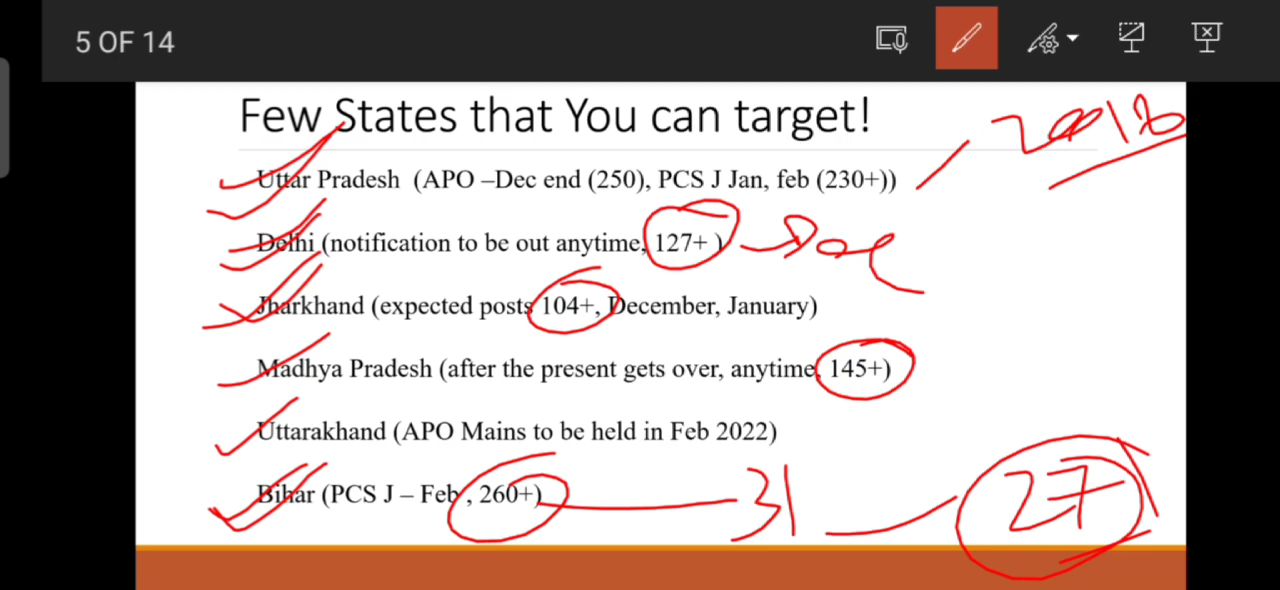 5 OF 14
Few States that You can target!
Uttar Pradesh (APO –Dec end (250), PCS J Jan, feb (230+))
Delhi (notification to be out anytime, 127+ )
Jharkhand (expected posts 104+, December, January)
Madhya Pradesh (after the present gets over, anytime, 145+)
Uttarakhand (APO Mains to be held in Feb 2022)
Bihar (PCS J – Feb , 260+) 31 27